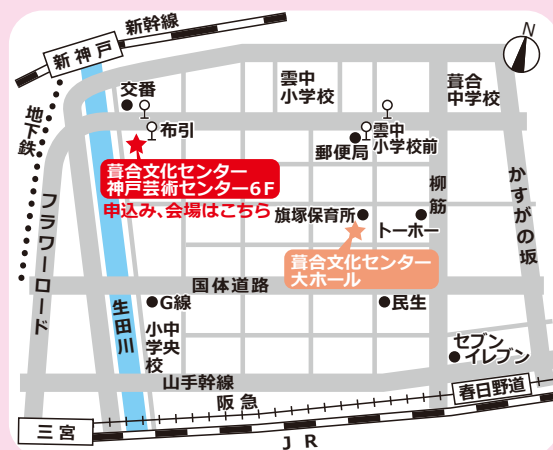 新幹線
新神戸
N
交番
雲中
小学校
葺合
中学校
地下鉄
布引
雲中
小学校前
郵便局
葺合文化センター
神戸芸術センター6F
申込み、会場はこちら
柳筋
かすがの坂
フラワーロード
旗塚保育所
トーホー
葺合文化センター
大ホール
国体道路
生田川
G線
民生
小中
学央
校
セブン
イレブン
山手幹線
春日野道
阪急
三宮
JR